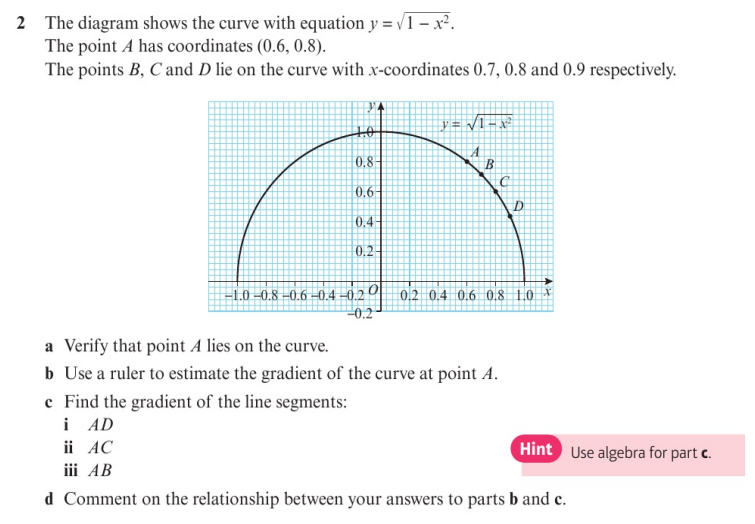 2 The diagram shows the curve with equation y = √1 − x².
The point A has coordinates (0.6, 0.8).
The points B, C and D lie on the curve with x-coordinates 0.7, 0.8 and 0.9 respectively.
y
y = √1 − x²
1.0
A
0.8
B
C
0.6
D
0.4
0.2
−1.0 −0.8 −0.6 −0.4 −0.2 O 0.2 0.4 0.6 0.8 1.0 x
−0.2
a Verify that point A lies on the curve.
b Use a ruler to estimate the gradient of the curve at point A.
c Find the gradient of the line segments:
i AD
ii AC
iii AB
Hint Use algebra for part c.
d Comment on the relationship between your answers to parts b and c.